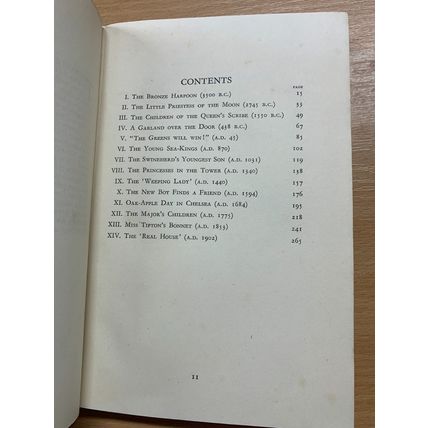 CONTENTS
PAGE
I. THE BRONZE HARPOON (3500 B.C.) 15
II. THE LITTLE PRIESTESS OF THE MOON (2745 B.C.) 33
III. THE CHILDREN OF THE QUEEN'S SCRIBE (1550 B.C.) 49
IV. A GARLAND OVER THE DOOR (438 B.C.) 67
V. "THE GREENS WILL WIN!" (A.D. 45) 85
VI. THE YOUNG SEA-KINGS (A.D. 870) 102
VII. THE SWINEHERD'S YOUNGEST SON (A.D. 1031) 119
VIII. THE PRINCESSES IN THE TOWER (A.D. 1340) 138
IX. THE 'WEEPING LADY' (A.D. 1440) 157
X. THE NEW BOY FINDS A FRIEND (A.D. 1594) 176
XI. OAK-APPLE DAY IN CHELSEA (A.D. 1684) 195
XII. THE MAJOR'S CHILDREN (A.D. 1775) 218
XIII. MISS TIPTON'S BONNET (A.D. 1853) 241
XIV. THE 'REAL HOUSE' (A.D. 1902) 265
11